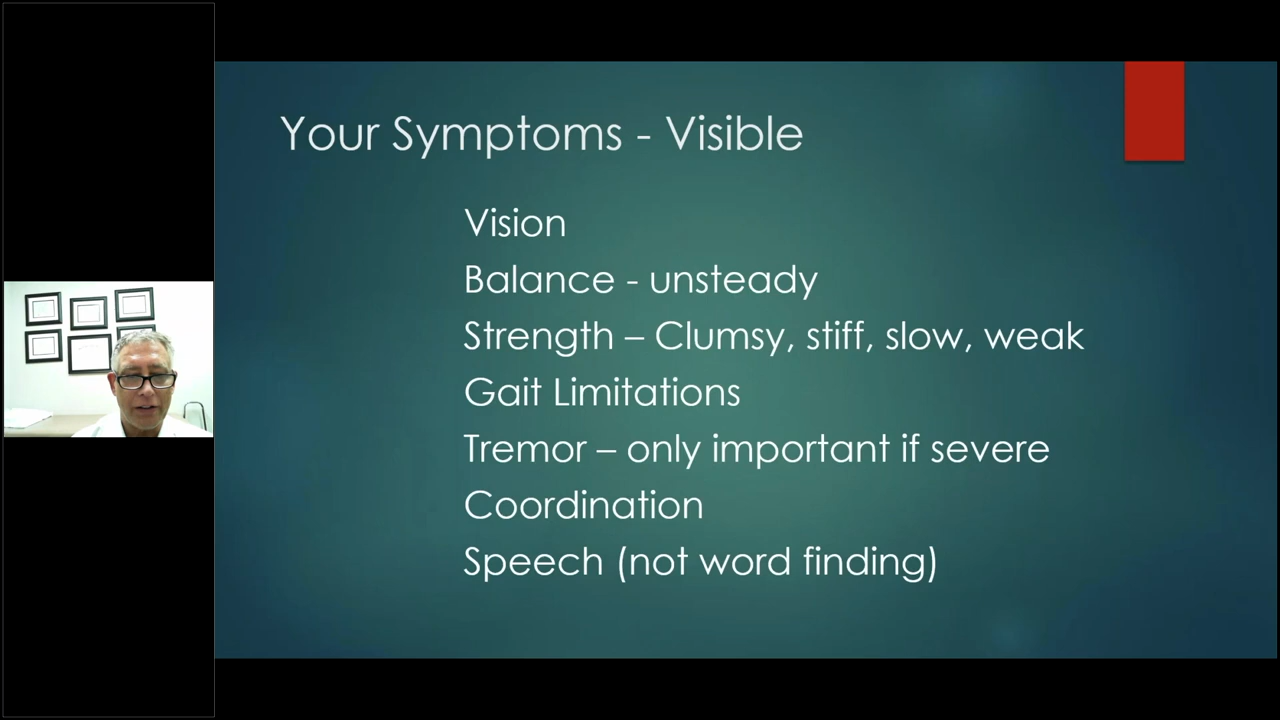 Your Symptoms - Visible
Vision
Balance - unsteady
Strength – Clumsy, stiff, slow, weak
Gait Limitations
Tremor – only important if severe
Coordination
Speech (not word finding)